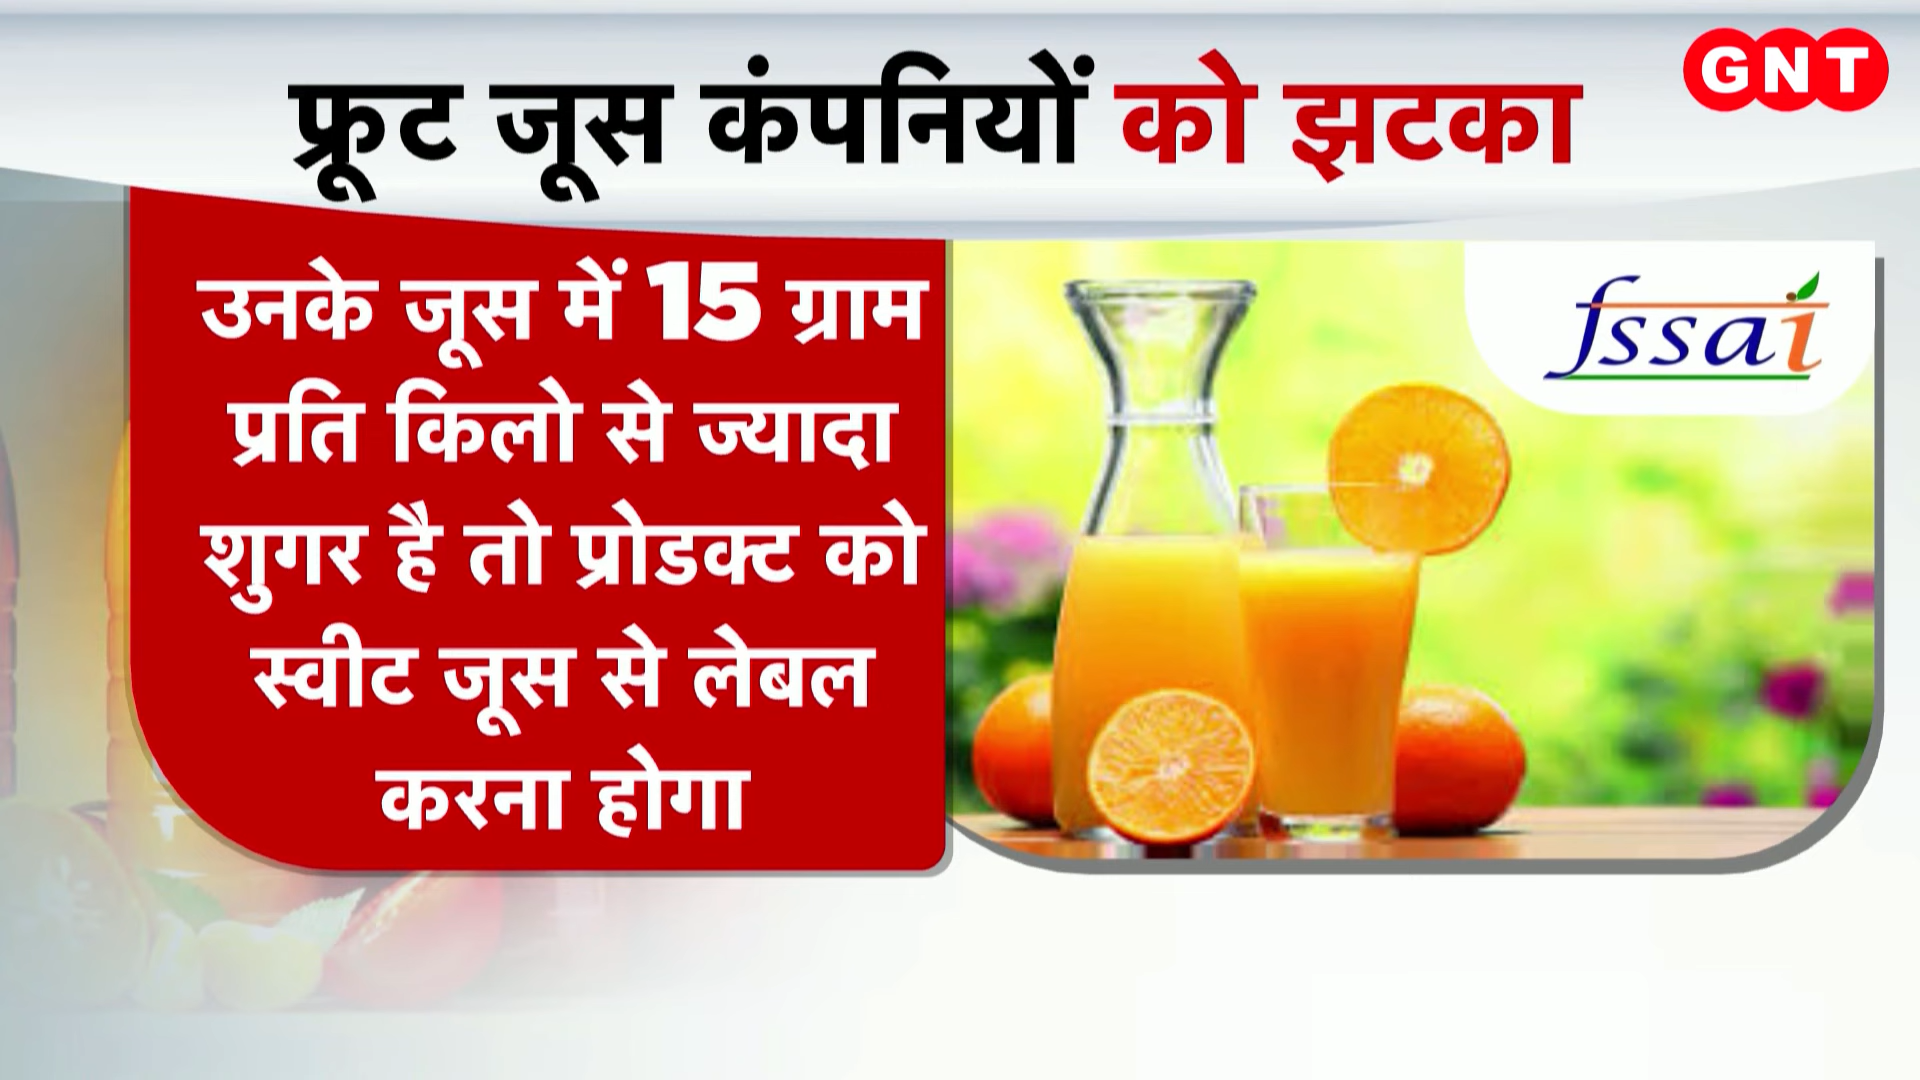 फ्रूट जूस कंपनियों को झटका
GNT
उनके जूस में 15 ग्राम
प्रति किलो से ज्यादा
शुगर है तो प्रोडक्ट को
स्वीट जूस से लेबल
करना होगा
fssai